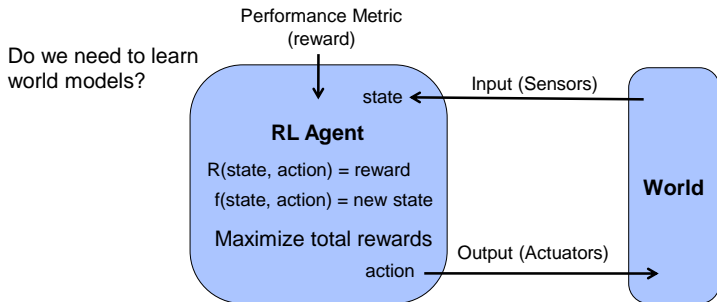 Performance Metric
(reward)
Do we need to learn
world models?
state
Input (Sensors)
RL Agent
R(state, action) = reward
f(state, action) = new state
World
Maximize total rewards
Output (Actuators)
action